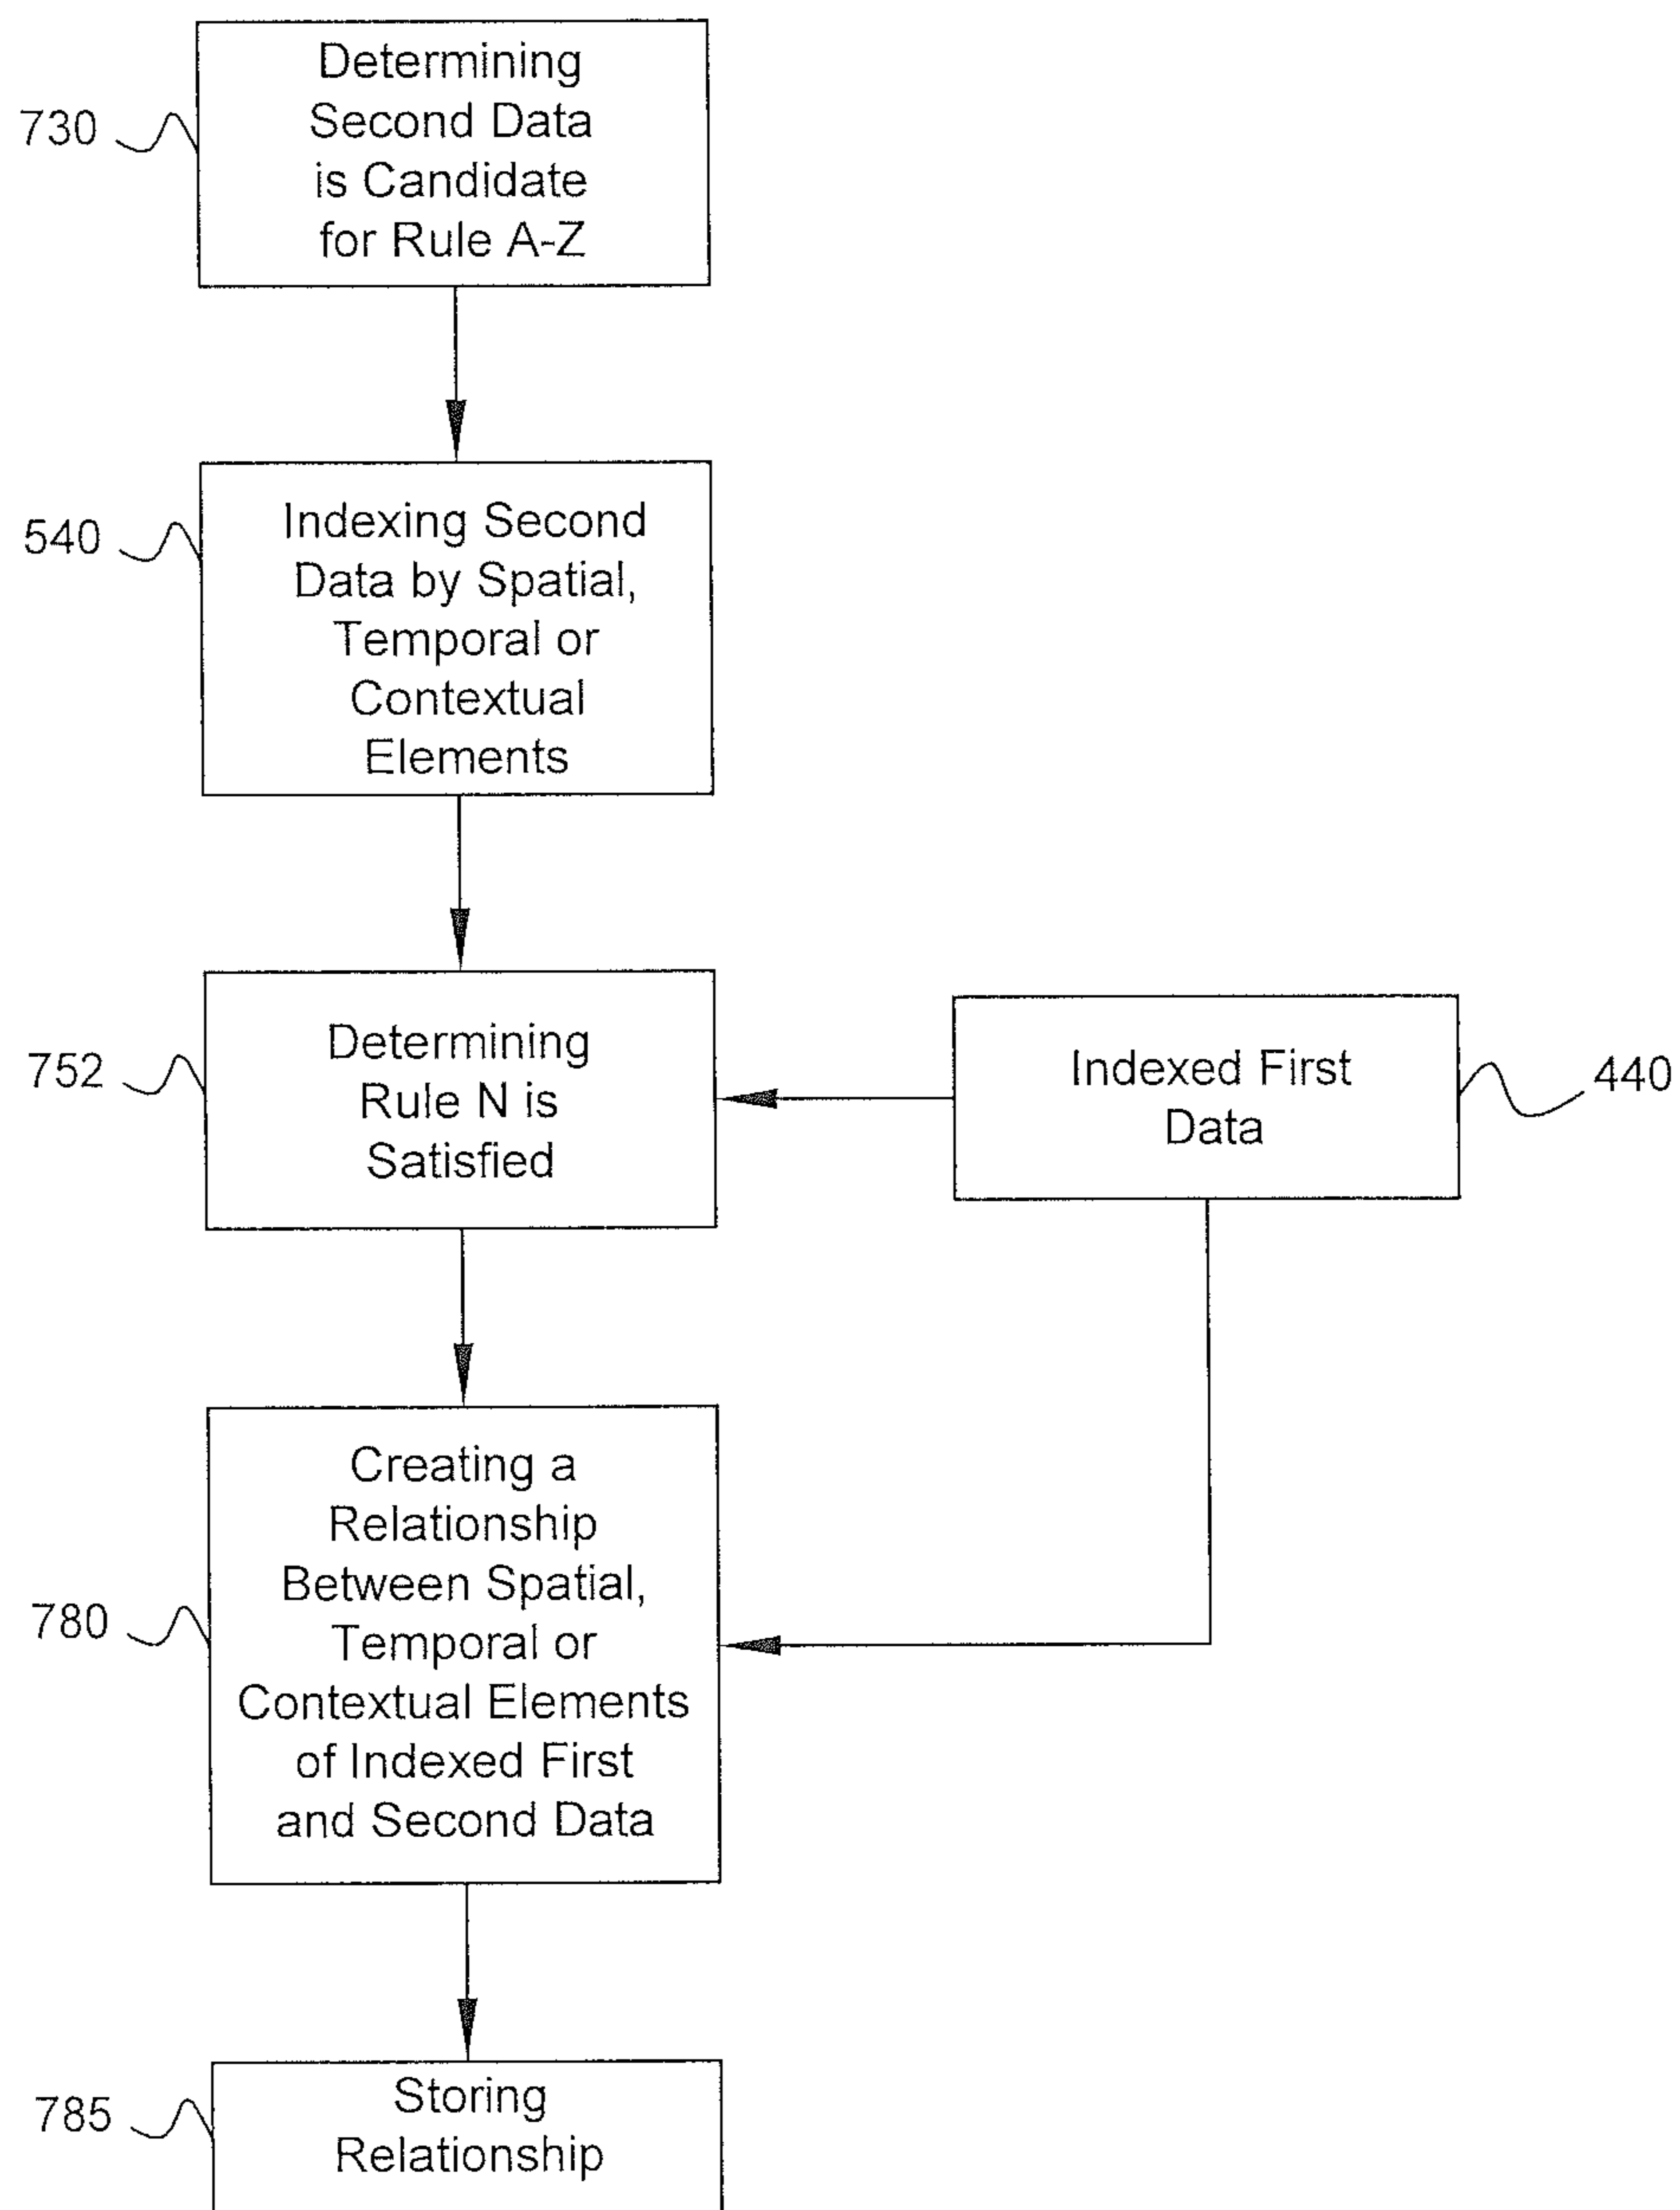 Determining
Second Data
is Candidate
for Rule A-Z
730
Indexing Second
Data by Spatial,
Temporal or
Contextual
Elements
540
Determining
Rule N is
Satisfied
752
Indexed First
Data
440
Creating a
Relationship
Between Spatial,
Temporal or
Contextual Elements
of Indexed First
and Second Data
780
Storing
Relationship
785